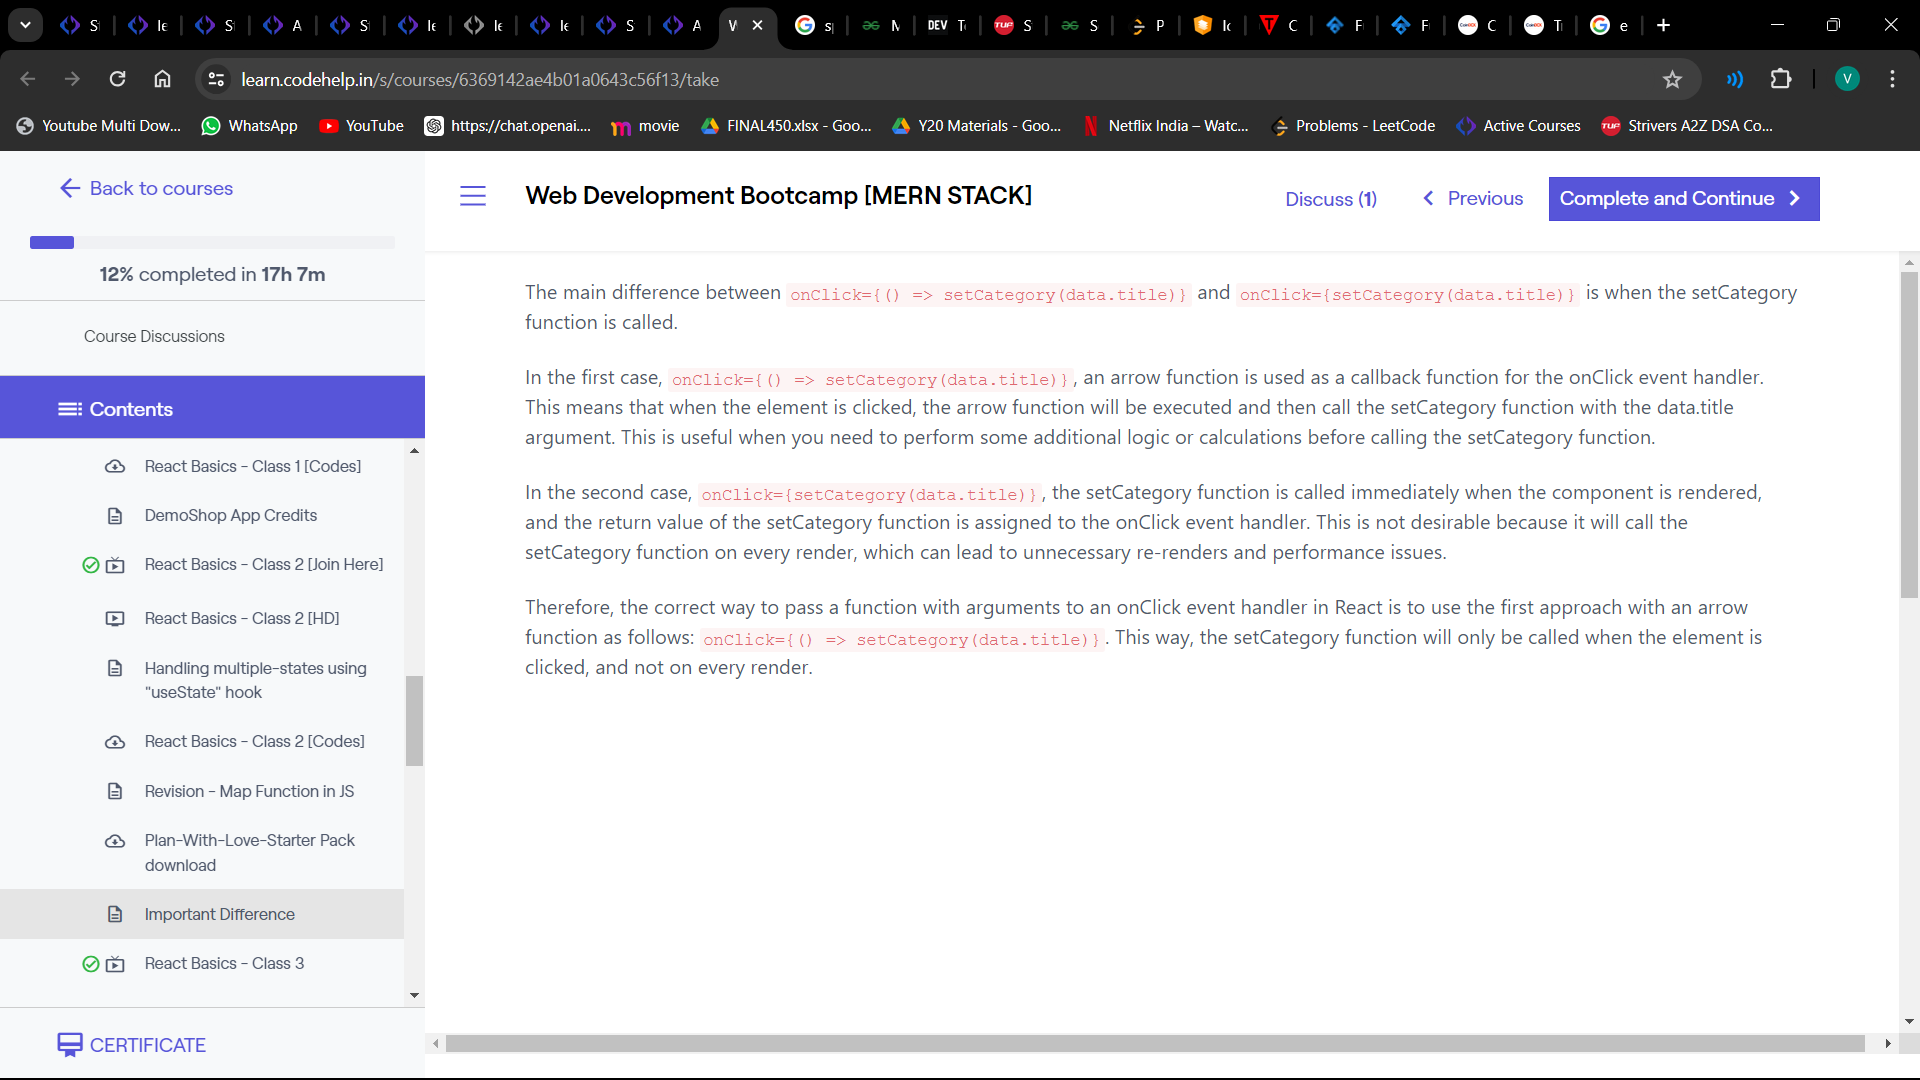 learn.codehelp.in/s/courses/6369142ae4b01a0643c56f13/take
V
Youtube Multi Dow... WhatsApp YouTube https://chat.openai.... movie FINAL450.xlsx - Goo... Y20 Materials - Goo... Netflix India – Watc... Problems - LeetCode Active Courses Strivers A2Z DSA Co...
Back to courses
12% completed in 17h 7m
Course Discussions
Contents
React Basics - Class 1 [Codes]
DemoShop App Credits
React Basics - Class 2 [Join Here]
React Basics - Class 2 [HD]
Handling multiple-states using
"useState" hook
React Basics - Class 2 [Codes]
Revision - Map Function in JS
Plan-With-Love-Starter Pack
download
Important Difference
React Basics - Class 3
CERTIFICATE
Web Development Bootcamp [MERN STACK]
Discuss (1)
Previous
Complete and Continue
The main difference between onClick={() => setCategory(data.title)} and onClick={setCategory(data.title)} is when the setCategory
function is called.
In the first case, onClick={() => setCategory(data.title)}, an arrow function is used as a callback function for the onClick event handler.
This means that when the element is clicked, the arrow function will be executed and then call the setCategory function with the data.title
argument. This is useful when you need to perform some additional logic or calculations before calling the setCategory function.
In the second case, onClick={setCategory(data.title)}, the setCategory function is called immediately when the component is rendered,
and the return value of the setCategory function is assigned to the onClick event handler. This is not desirable because it will call the
setCategory function on every render, which can lead to unnecessary re-renders and performance issues.
Therefore, the correct way to pass a function with arguments to an onClick event handler in React is to use the first approach with an arrow
function as follows: onClick={() => setCategory(data.title)}. This way, the setCategory function will only be called when the element is
clicked, and not on every render.